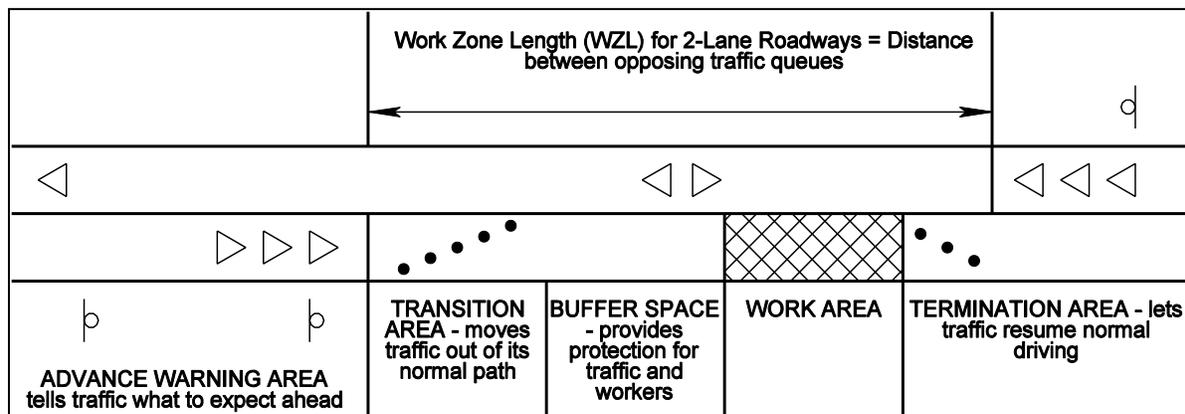 Work Zone Length (WZL) for 2-Lane Roadways = Distance
between opposing traffic queues
ADVANCE WARNING AREA
tells traffic what to expect ahead
TRANSITION
AREA - moves
traffic out of its
normal path
BUFFER SPACE
- provides
protection for
traffic and
workers
WORK AREA
TERMINATION AREA - lets
traffic resume normal
driving